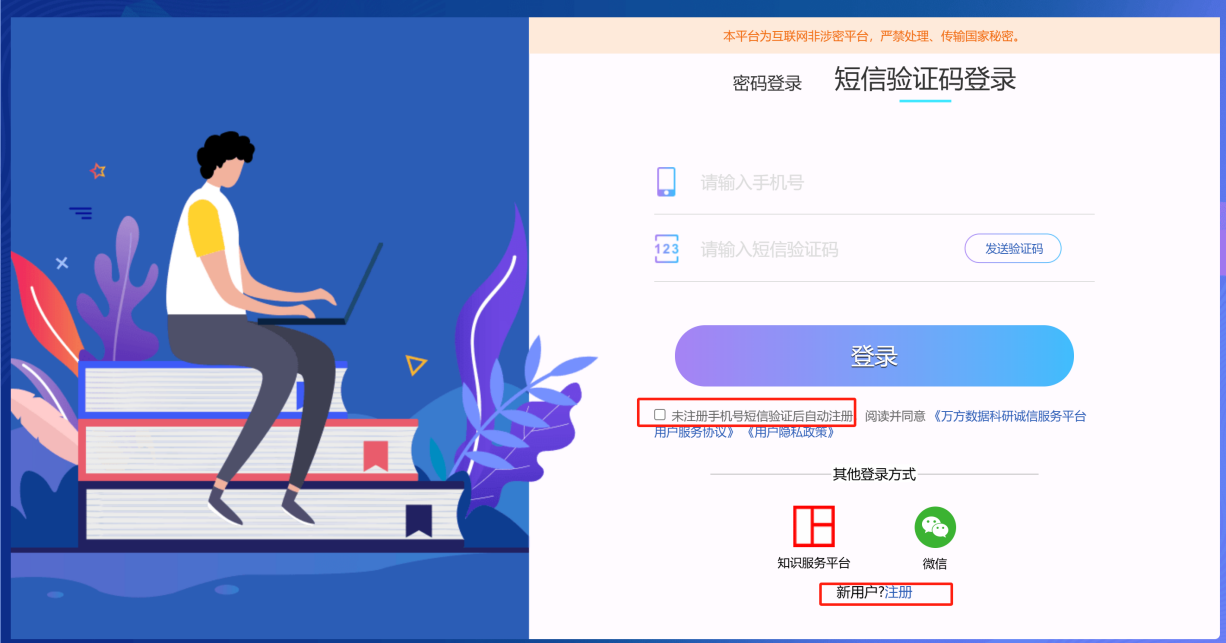 本平台为互联网非涉密平台，严禁处理、传输国家秘密。
密码登录 短信验证码登录
请输入手机号
123 请输入短信验证码 发送验证码
登录
未注册手机号短信验证后自动注册 阅读并同意 《万方数据科研诚信服务平台
用户服务协议》 《用户隐私政策》
其他登录方式
知识服务平台 微信
新用户?注册